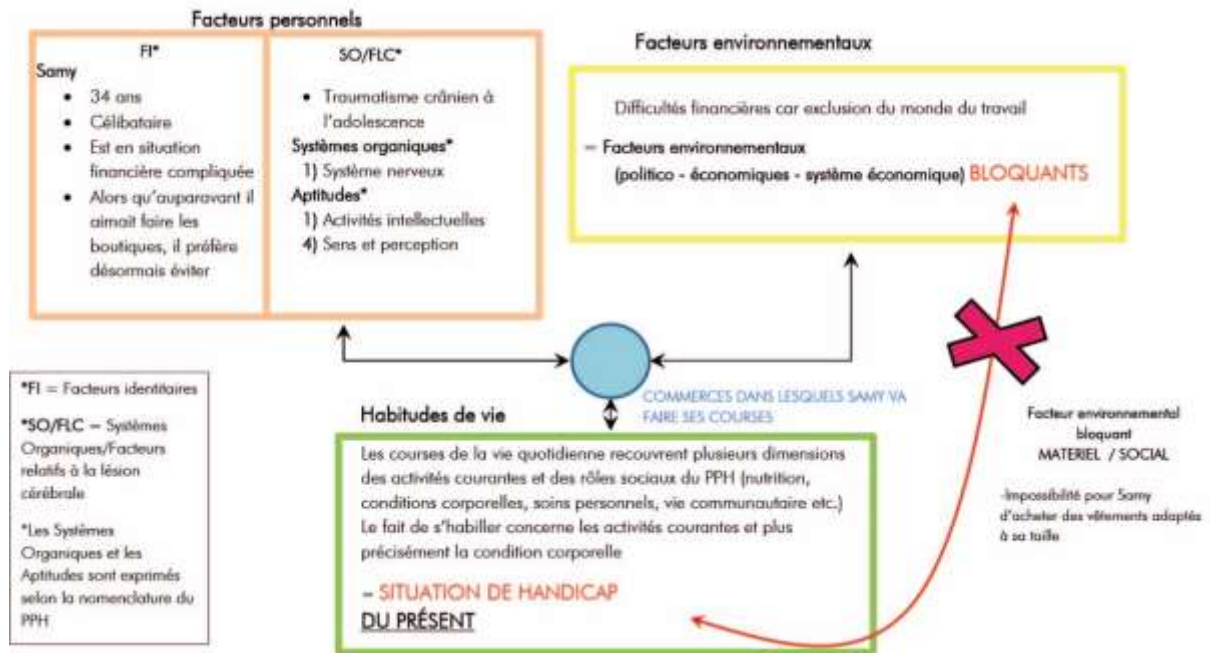 Facteurs personnels
FI*
Samy
• 34 ans
• Célibataire
• Est en situation
financière compliquée
• Alors qu'auparavant il
aimait faire les
boutiques, il préfère
désormais éviter
SO/FLC*
• Traumatisme crânien à
l'adolescence
Systèmes organiques*
1) Système nerveux
Aptitudes*
1) Activités intellectuelles
4) Sens et perception
Facteurs environnementaux
Difficultés financières car exclusion du monde du travail
= Facteurs environnementaux
(politico - économiques - système économique) BLOQUANTS
COMMERCES DANS LESQUELS SAMY VA
FAIRE SES COURSES
Facteur environnemental
bloquant
MATERIEL / SOCIAL
-Impossibilité pour Samy
d'acheter des vêtements adaptés
à sa taille
*FI = Facteurs identitaires
*SO/FLC = Systèmes
Organiques/Facteurs
relatifs à la lésion
cérébrale
*Les Systèmes
Organiques et les
Aptitudes sont exprimés
selon la nomenclature du
PPH
Habitudes de vie
Les courses de la vie quotidienne recouvrent plusieurs dimensions
des activités courantes et des rôles sociaux du PPH (nutrition,
conditions corporelles, soins personnels, vie communautaire etc.)
Le fait de s'habiller concerne les activités courantes et plus
précisément la condition corporelle
= SITUATION DE HANDICAP
DU PRÉSENT